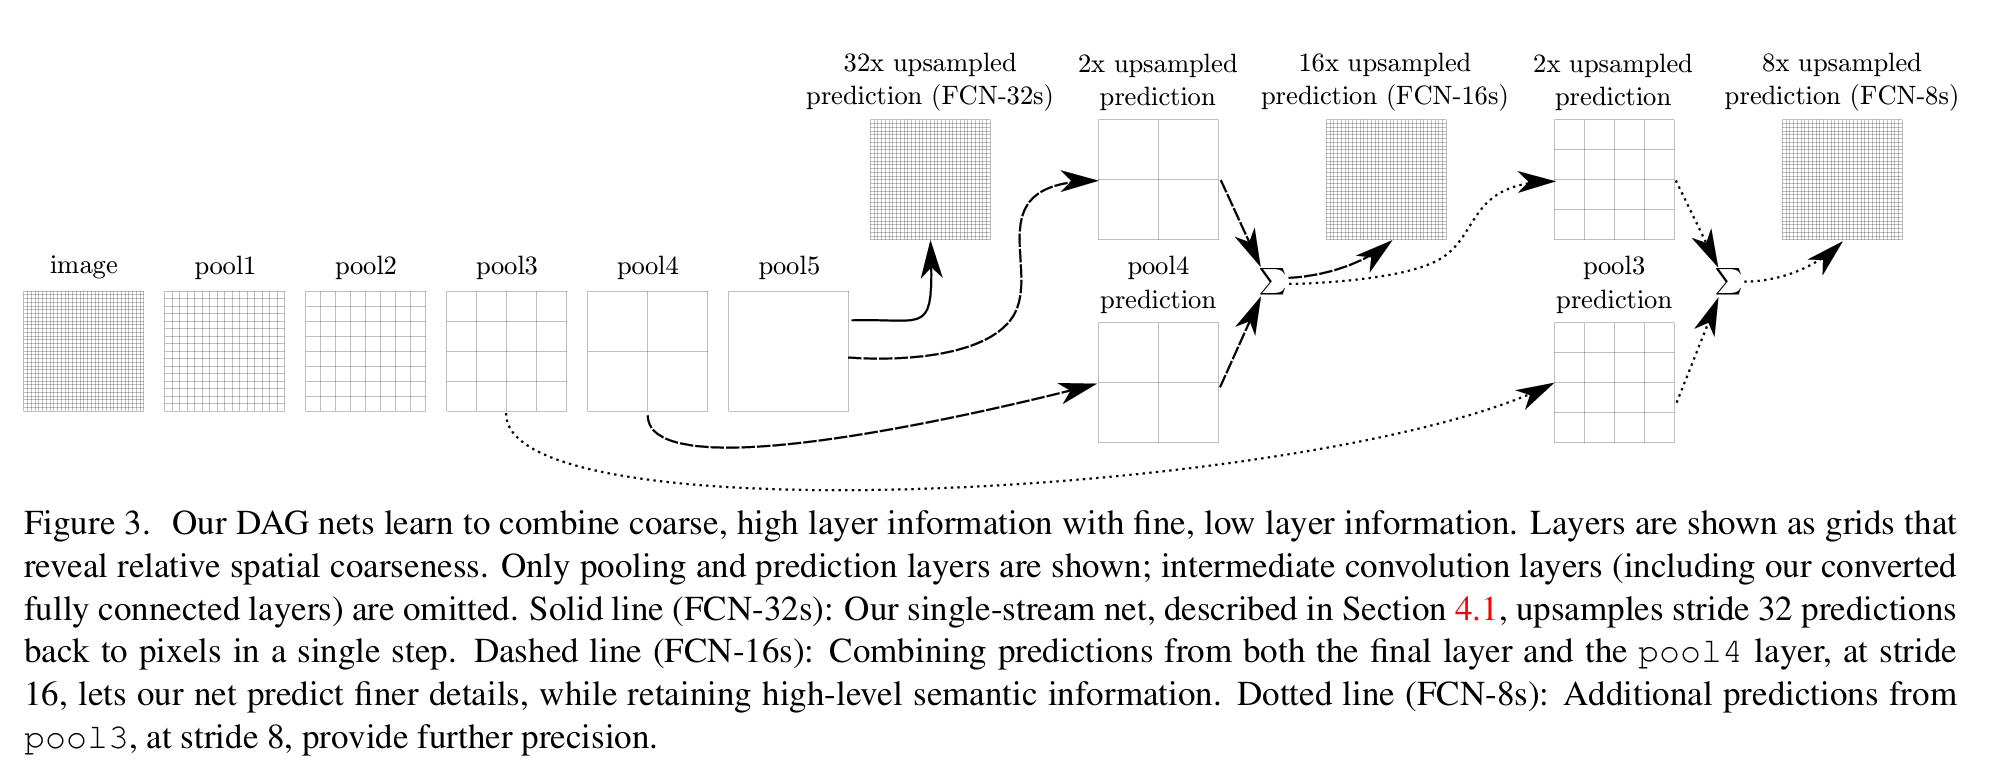 32x upsampled
prediction (FCN-32s)
2x upsampled
prediction
16x upsampled
prediction (FCN-16s)
2x upsampled
prediction
8x upsampled
prediction (FCN-8s)
image
pool1
pool2
pool3
pool4
pool5
pool4
prediction
Σ
pool3
prediction
Σ
Figure 3. Our DAG nets learn to combine coarse, high layer information with fine, low layer information. Layers are shown as grids that
reveal relative spatial coarseness. Only pooling and prediction layers are shown; intermediate convolution layers (including our converted
fully connected layers) are omitted. Solid line (FCN-32s): Our single-stream net, described in Section 4.1, upsamples stride 32 predictions
back to pixels in a single step. Dashed line (FCN-16s): Combining predictions from both the final layer and the pool4 layer, at stride
16, lets our net predict finer details, while retaining high-level semantic information. Dotted line (FCN-8s): Additional predictions from
pool3, at stride 8, provide further precision.